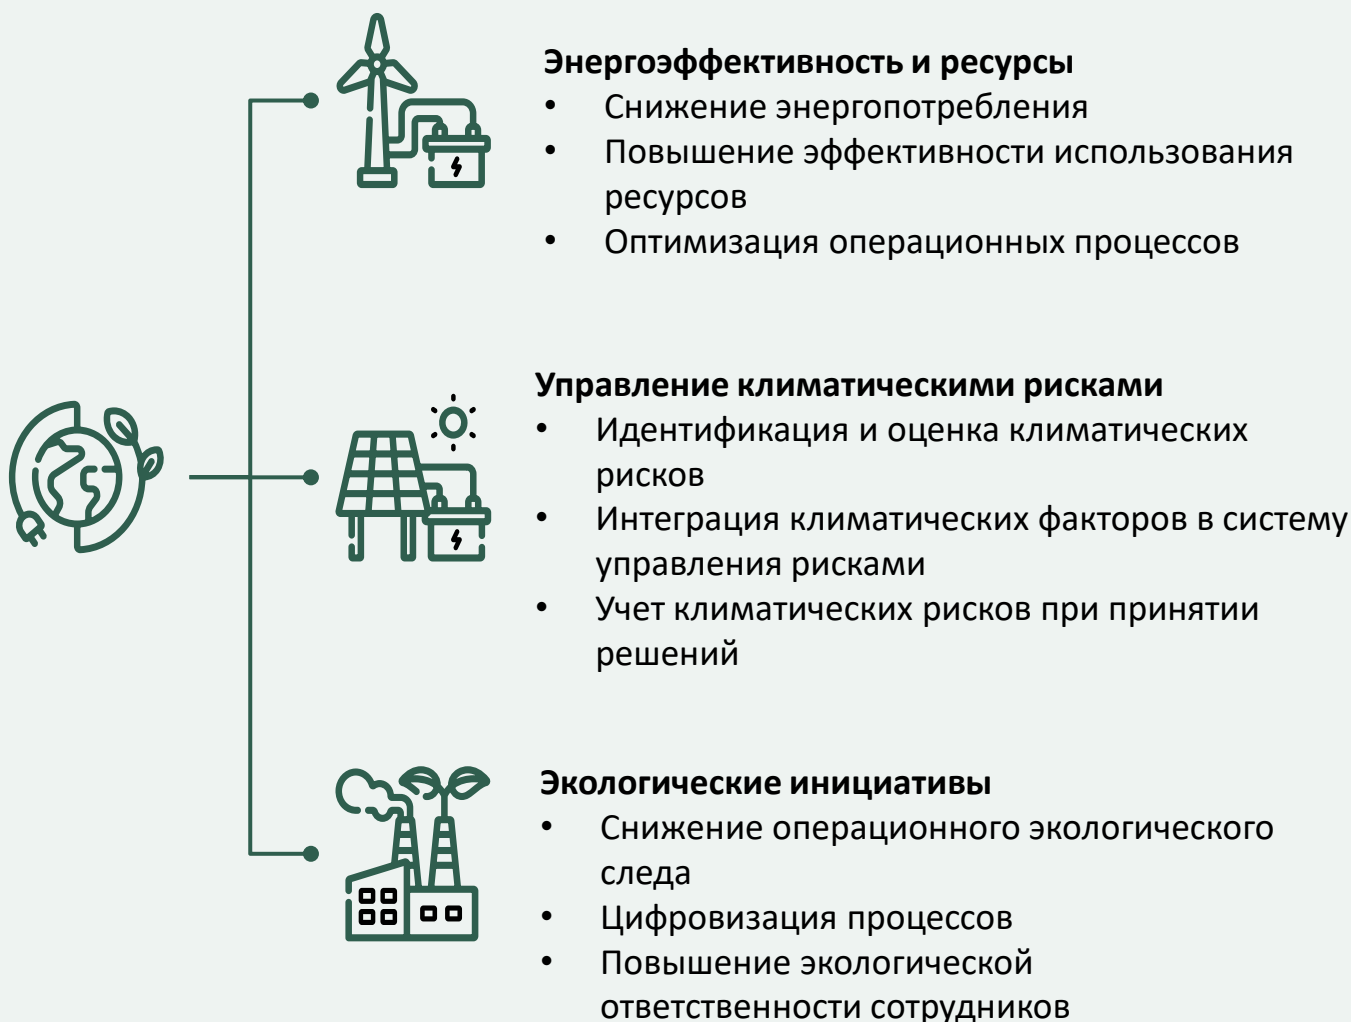 Энергоэффективность и ресурсы
• Снижение энергопотребления
• Повышение эффективности использования
ресурсов
• Оптимизация операционных процессов
Управление климатическими рисками
• Идентификация и оценка климатических
рисков
• Интеграция климатических факторов в систему
управления рисками
• Учет климатических рисков при принятии
решений
Экологические инициативы
• Снижение операционного экологического
следа
• Цифровизация процессов
• Повышение экологической
ответственности сотрудников